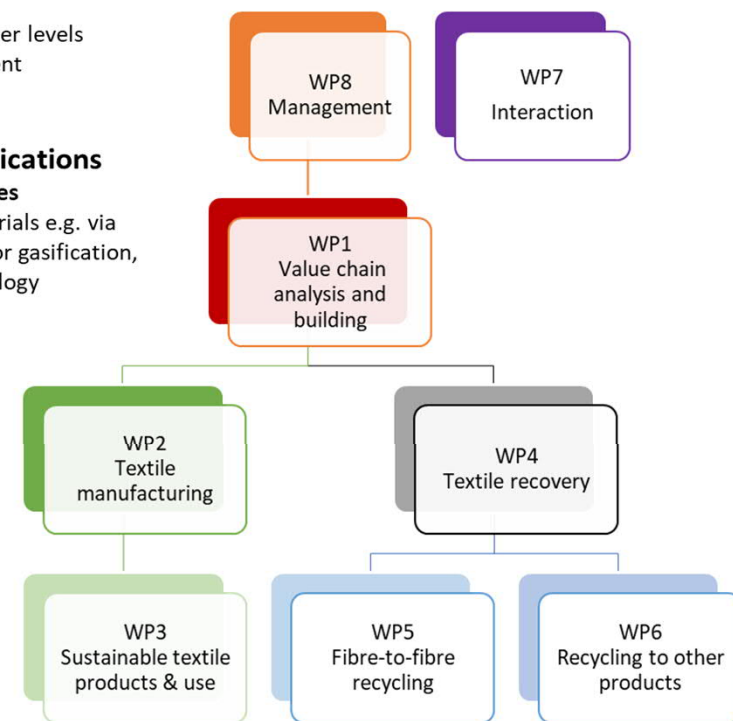 er levels
ent
ications
es
rials e.g. via
or gasification,
logy
WP8
Management
WP7
Interaction
WP1
Value chain
analysis and
building
WP2
Textile
manufacturing
WP4
Textile recovery
WP3
Sustainable textile
products & use
WP5
Fibre-to-fibre
recycling
WP6
Recycling to other
products